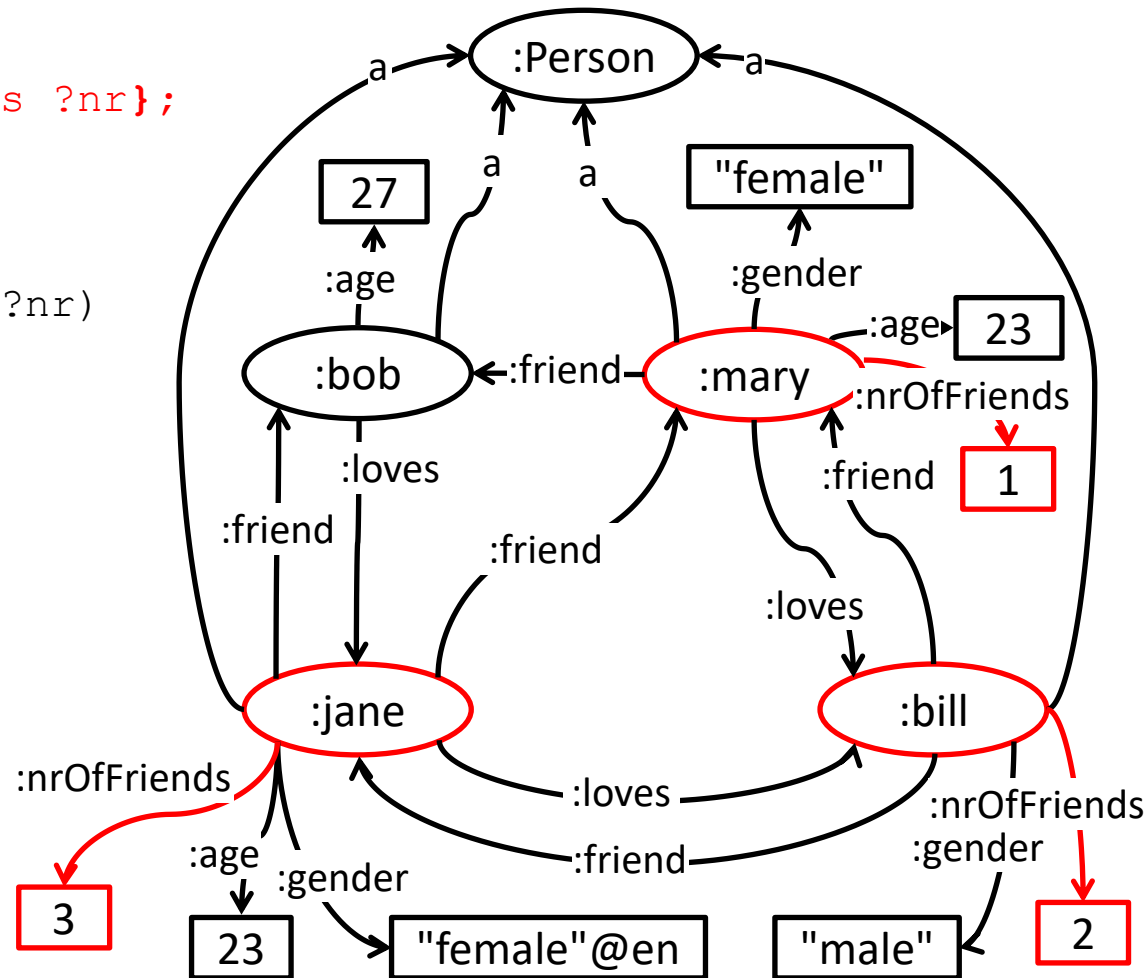 :Person
a
a
s ?nr};
a
a
27
"female"
:age
:gender
?nr)
:age
23
:bob
:friend
:mary
:nrOfFriends
:loves
:friend
1
:friend
:friend
:loves
:jane
:bill
:nrOfFriends
:loves
:nrOfFriends
:age
:friend
:gender
:gender
3
23
"female"@en
"male"
2